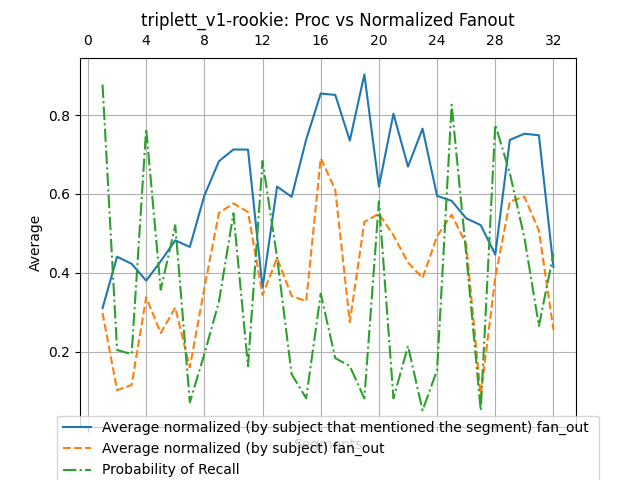 triplett_v1-rookie: Proc vs Normalized Fanout
0 4 8 12 16 20 24 28 32
0.8
0.6
0.4
0.2
Average
Segments
Average normalized (by subject that mentioned the segment) fan_out
Average normalized (by subject) fan_out
Probability of Recall